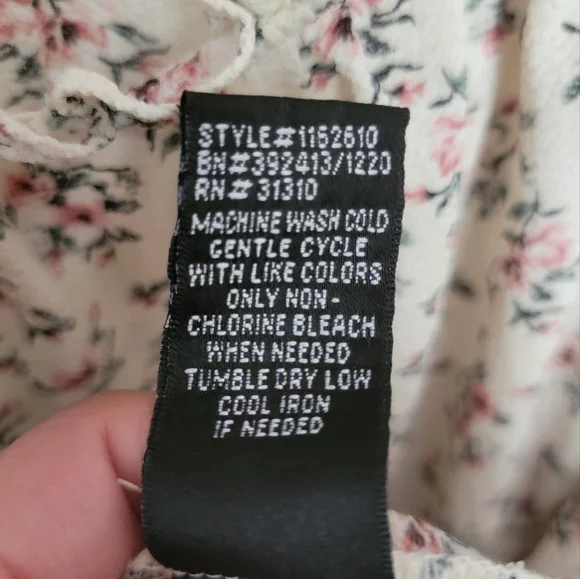 STYLE# 1162610
BN#392413/1220
RN# 31310
MACHINE WASH COLD
GENTLE CYCLE
WITH LIKE COLORS
ONLY NON-
CHLORINE BLEACH
WHEN NEEDED
TUMBLE DRY LOW
COOL IRON
IF NEEDED